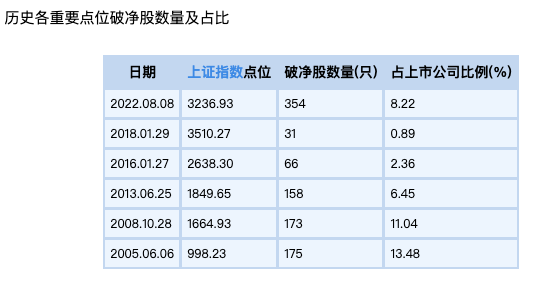 历史各重要点位破净股数量及占比
日期 上证指数点位 破净股数量(只) 占上市公司比例(%)
2022.08.08 3236.93 354 8.22
2018.01.29 3510.27 31 0.89
2016.01.27 2638.30 66 2.36
2013.06.25 1849.65 158 6.45
2008.10.28 1664.93 173 11.04
2005.06.06 998.23 175 13.48